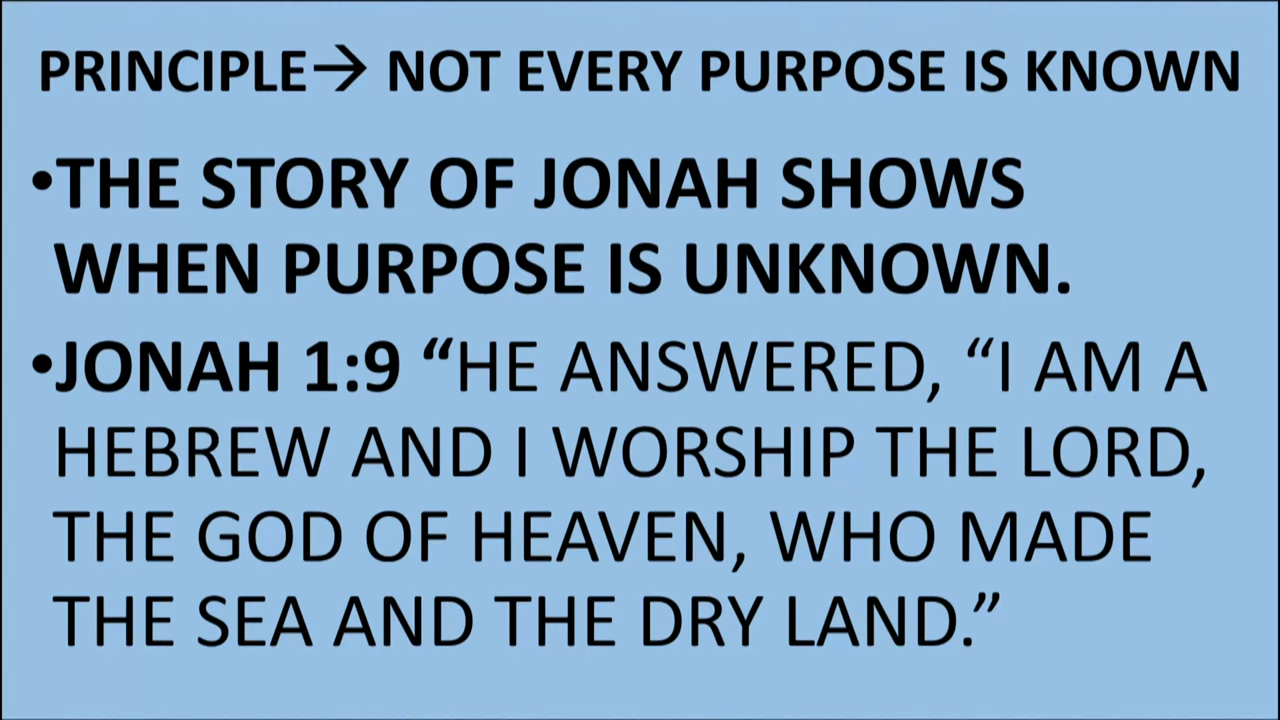 PRINCIPLE→ NOT EVERY PURPOSE IS KNOWN
•THE STORY OF JONAH SHOWS
WHEN PURPOSE IS UNKNOWN.
•JONAH 1:9 “HE ANSWERED, “I AM A
HEBREW AND I WORSHIP THE LORD,
THE GOD OF HEAVEN, WHO MADE
THE SEA AND THE DRY LAND.”